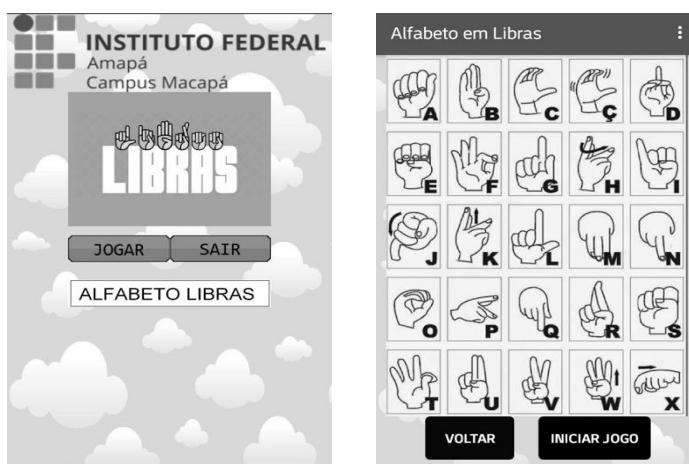 INSTITUTO FEDERAL
Amapá
Campus Macapá
LIBRAS
JOGAR SAIR
ALFABETO LIBRAS
Alfabeto em Libras
A B C Ç D
E F G H I
J K L M N
O P Q R S
T U V W X
VOLTAR INICIAR JOGO